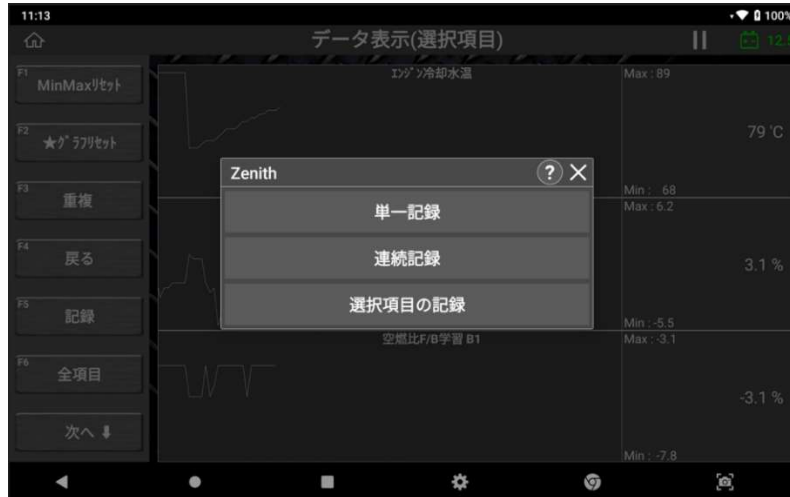 11:13
100%
データ表示(選択項目)
12.
F1
MinMaxﾘｾｯﾄ
F2
★ｸﾞﾗﾌﾘｾｯﾄ
F3
重複
F4
戻る
F5
記録
F6
全項目
次へ
ｴﾝｼﾞﾝ冷却水温
Max : 89
79 ℃
Min : 68
Zenith
?
単一記録
連続記録
選択項目の記録
Max : 6.2
3.1 %
Min : -5.5
空燃比F/B学習 B1
Max : -3.1
-3.1 %
Min : -7.8